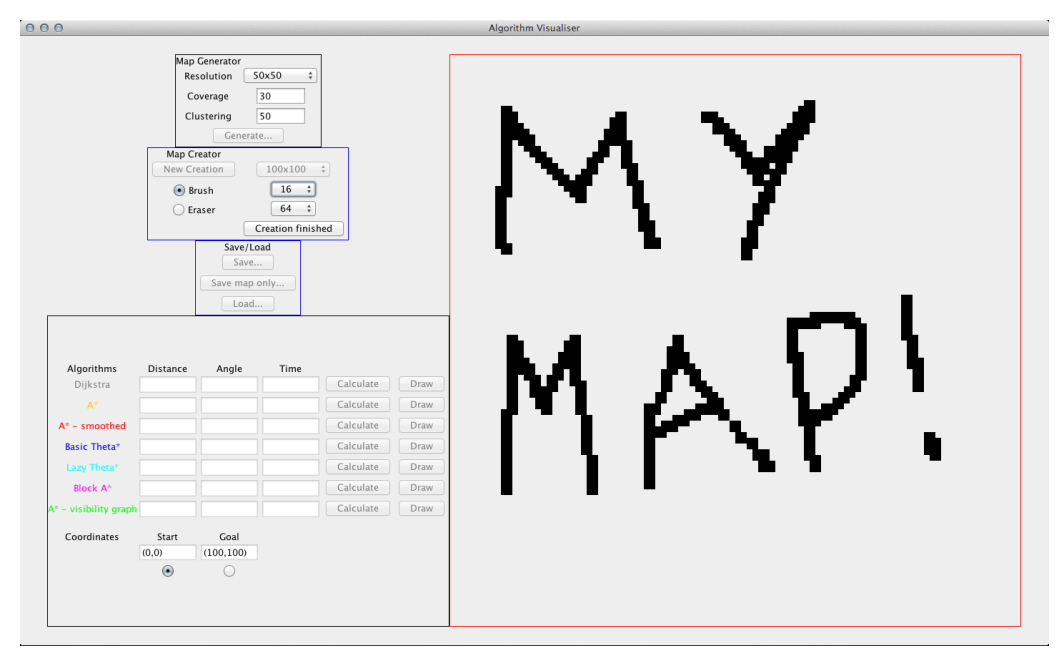 Algorithm Visualiser
Map Generator
Resolution 50x50
Coverage 30
Clustering 50
Generate...
Map Creator
New Creation 100x100
Brush 16
Eraser 64
Creation finished
Save/Load
Save...
Save map only...
Load...
Algorithms Distance Angle Time
Dijkstra Calculate Draw
A* Calculate Draw
A* - smoothed Calculate Draw
Basic Theta* Calculate Draw
Lazy Theta* Calculate Draw
Block A* Calculate Draw
A* - visibility graph Calculate Draw
Coordinates Start Goal
(0,0) (100,100)
MY
MAP!